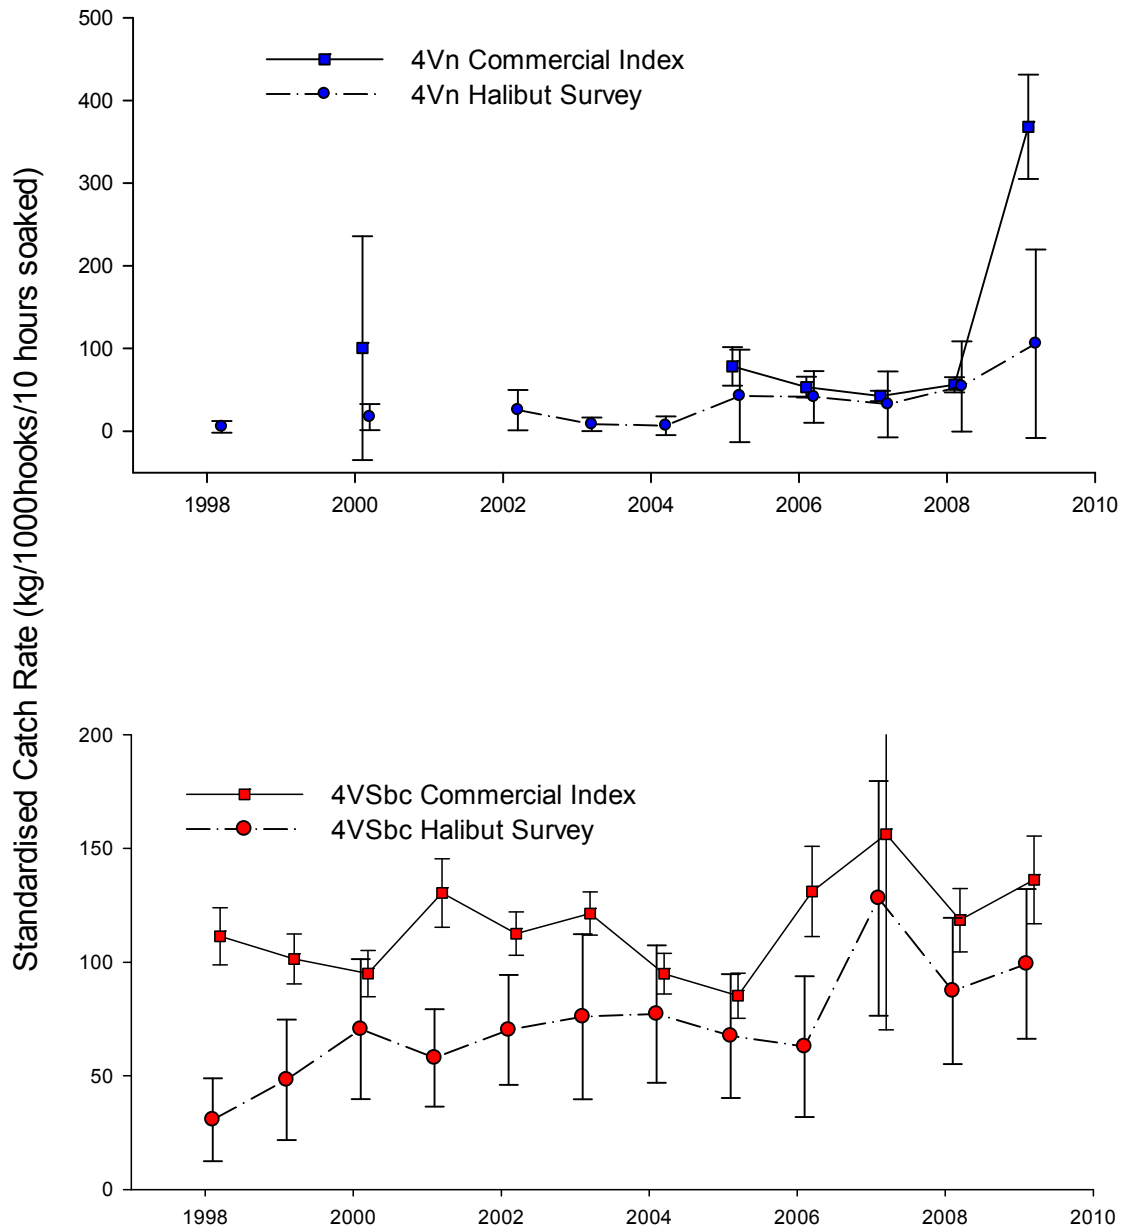 Standardised Catch Rate (kg/1000hooks/10 hours soaked)
500
400
300
200
100
0
4Vn Commercial Index
4Vn Halibut Survey
1998 2000 2002 2004 2006 2008 2010
200
150
100
50
0
4VSbc Commercial Index
4VSbc Halibut Survey
1998 2000 2002 2004 2006 2008 2010